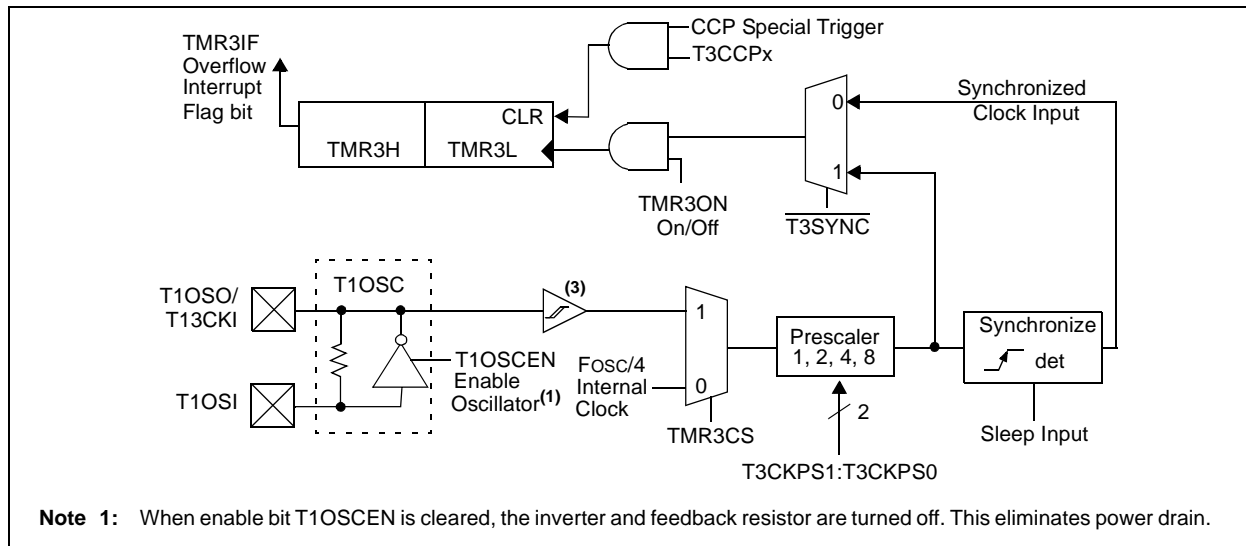 CCP Special Trigger
T3CCPx
TMR3IF
Overflow
Interrupt
Flag bit
CLR
TMR3H
TMR3L
0
1
Synchronized
Clock Input
TMR3ON
On/Off
T3SYNC
T1OSC
T1OSO/
T13CKI
T1OSI
(3)
T1OSCEN
Enable
Oscillator(1)
FOSC/4
Internal
Clock
1
0
TMR3CS
Prescaler
1, 2, 4, 8
2
T3CKPS1:T3CKPS0
Synchronize
det
Sleep Input
Note 1: When enable bit T1OSCEN is cleared, the inverter and feedback resistor are turned off. This eliminates power drain.